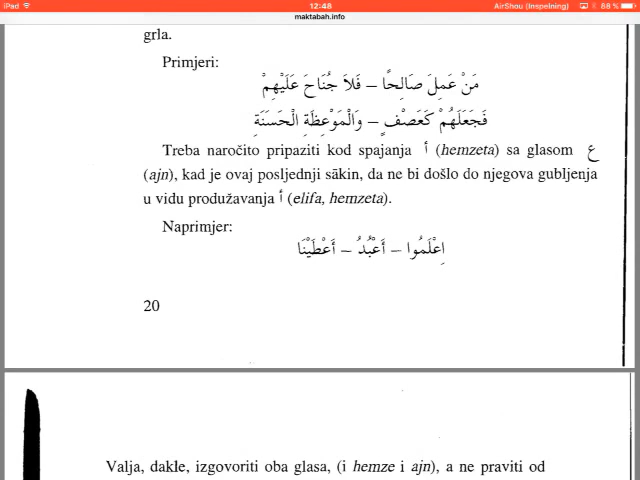 iPad 12:48 AirShou (Inspelning) 88 %
maktabah.info
grla.
Primjeri:
مَنْ عَمِلَ صَالِحًا – فَلاَ جُنَاحَ عَلَيْهِمْ
فَجَعَلَهُمْ كَعَصْفٍ – وَالْمَوْعِظَةِ الْحَسَنَةِ
Treba naročito pripaziti kod spajanja أ (hemzeta) sa glasom ع
(ajn), kad je ovaj posljednji sākin, da ne bi došlo do njegova gubljenja
u vidu produžavanja أ (elifa, hemzeta).
Naprimjer:
اِعْلَمُوا – أَعْبُدُ – أَعْطَيْنَا
20
Valja, dakle, izgovoriti oba glasa, (i hemze i ajn), a ne praviti od